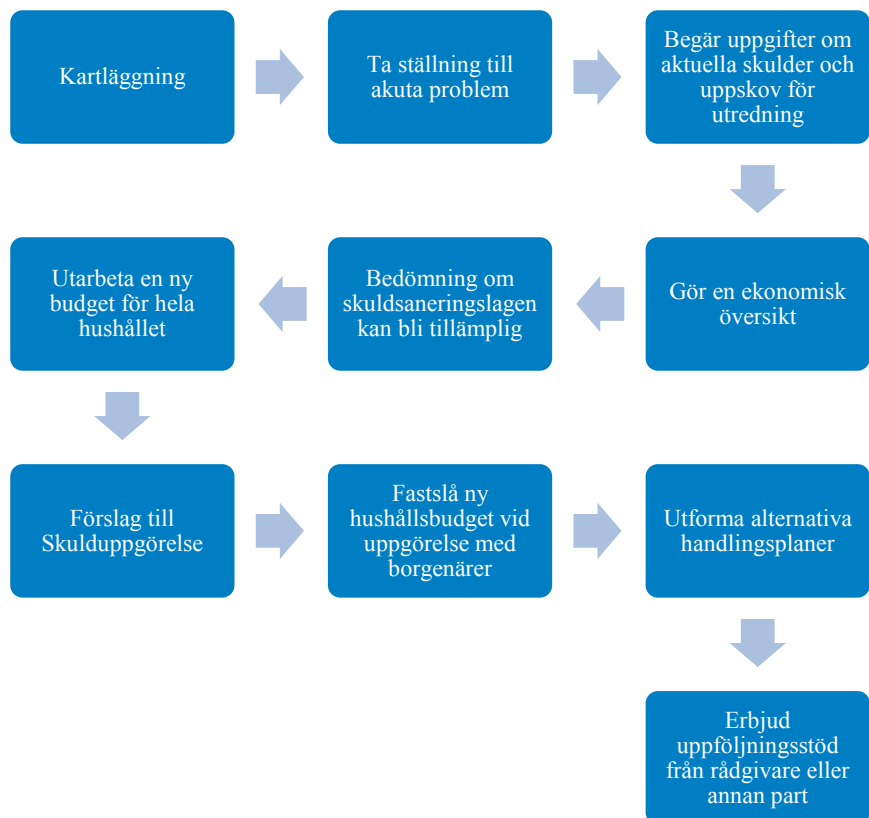 Kartläggning
Ta ställning till
akuta problem
Begär uppgifter om
aktuella skulder och
uppskov för
utredning
Gör en ekonomisk
översikt
Bedömning om
skuldsaneringslagen
kan bli tillämplig
Utarbeta en ny
budget för hela
hushållet
Förslag till
Skulduppgörelse
Fastslå ny
hushållsbudget vid
uppgörelse med
borgenärer
Utforma alternativa
handlingsplaner
Erbjud
uppföljningsstöd
från rådgivare eller
annan part